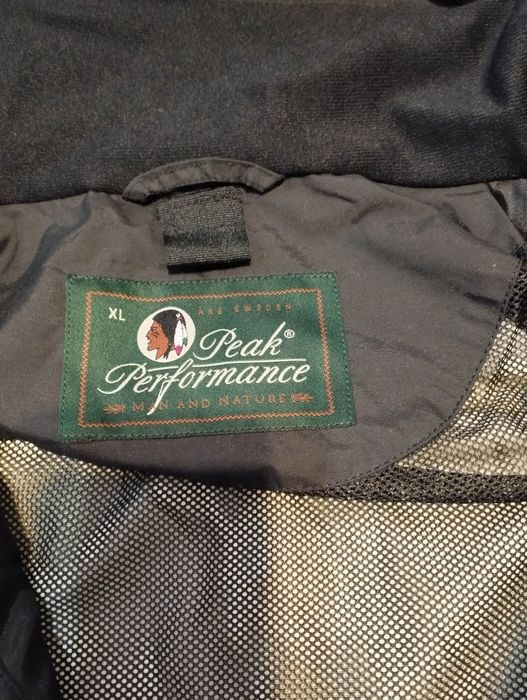 XL
ÅRE SWEDEN
Peak®
Performance
MAN AND NATURE